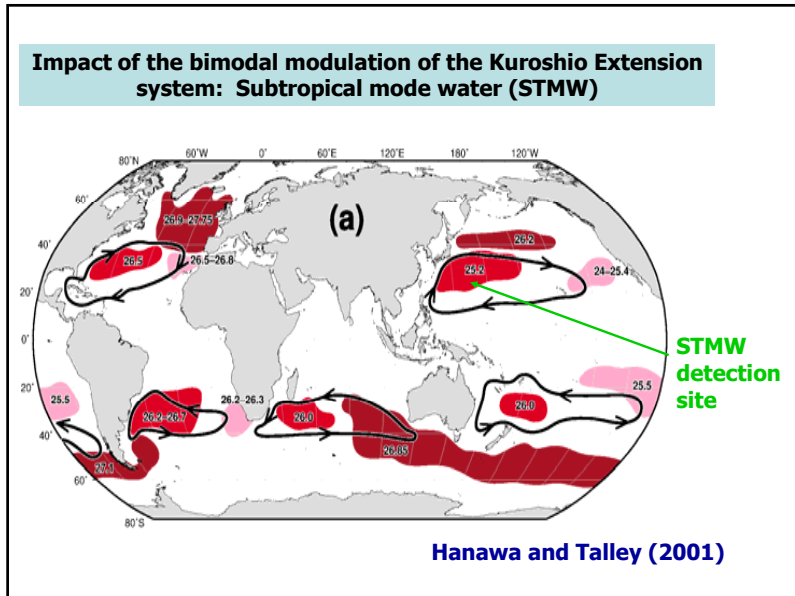 Impact of the bimodal modulation of the Kuroshio Extension
system: Subtropical mode water (STMW)
60°W 0° 60°E 120°E 180° 120°W
80°N
60°
40°
20°
0°
20°
40°
60°
80°S
(a)
26.9–27.75
26.5
26.5–26.8
26.2
25.2
24–25.4
STMW
detection
site
25.5
26.2–26.7
26.2–26.3
26.0
26.85
26.0
25.5
27.1
Hanawa and Talley (2001)